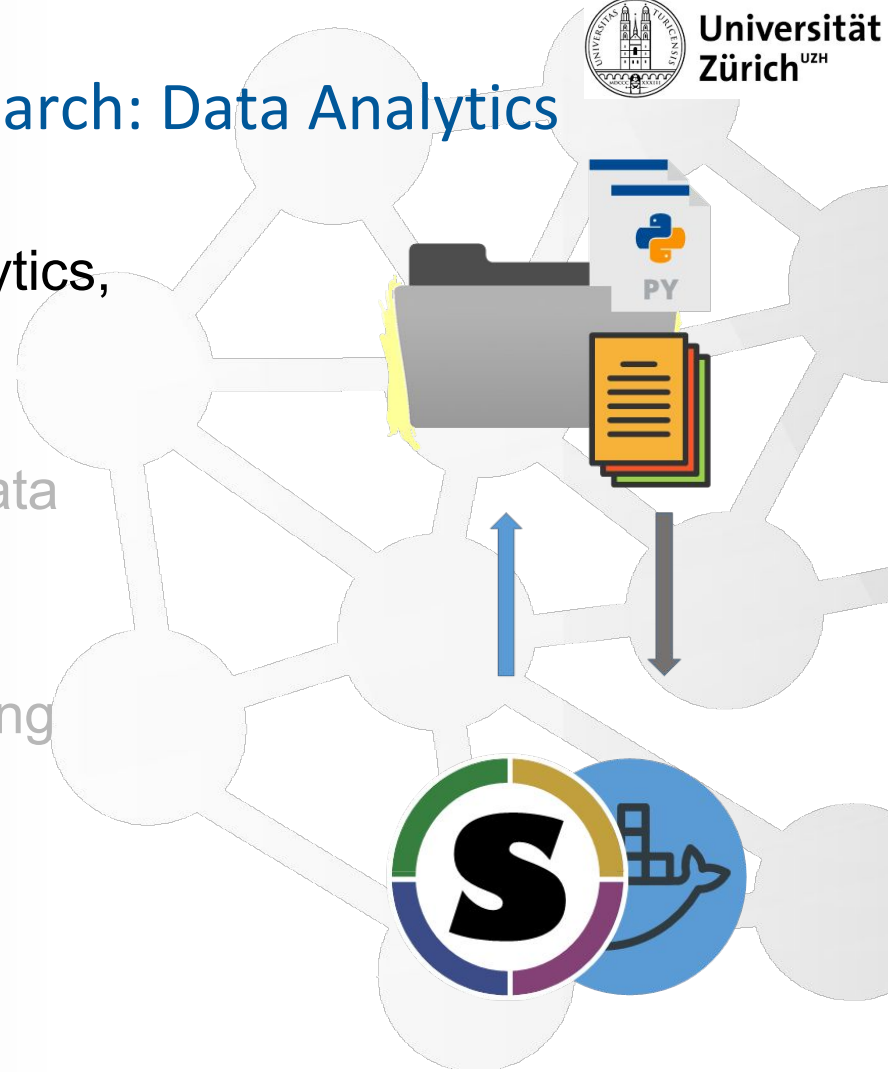 Universität
Zürich UZH
arch: Data Analytics
ytics,
PY
ata
ng
S